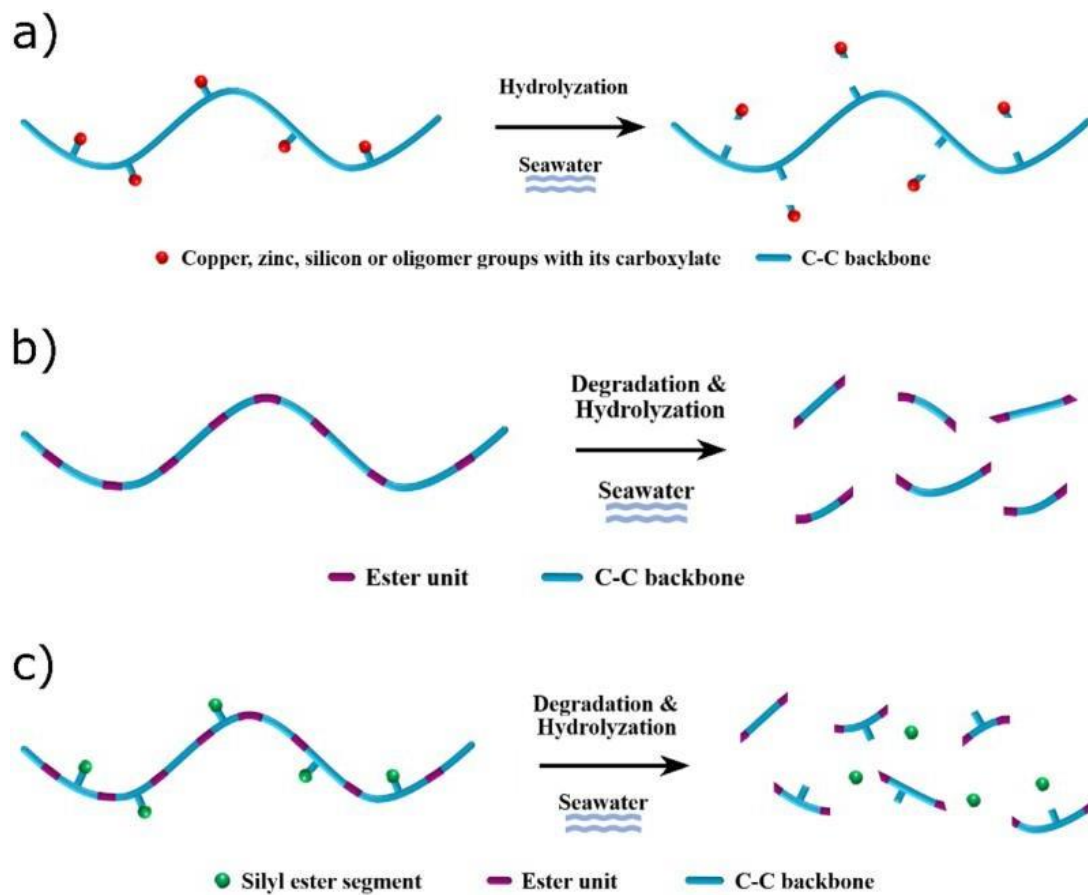 a)
Hydrolyzation
Seawater
Copper, zinc, silicon or oligomer groups with its carboxylate C-C backbone
b)
Degradation &
Hydrolyzation
Seawater
Ester unit C-C backbone
c)
Degradation &
Hydrolyzation
Seawater
Silyl ester segment Ester unit C-C backbone